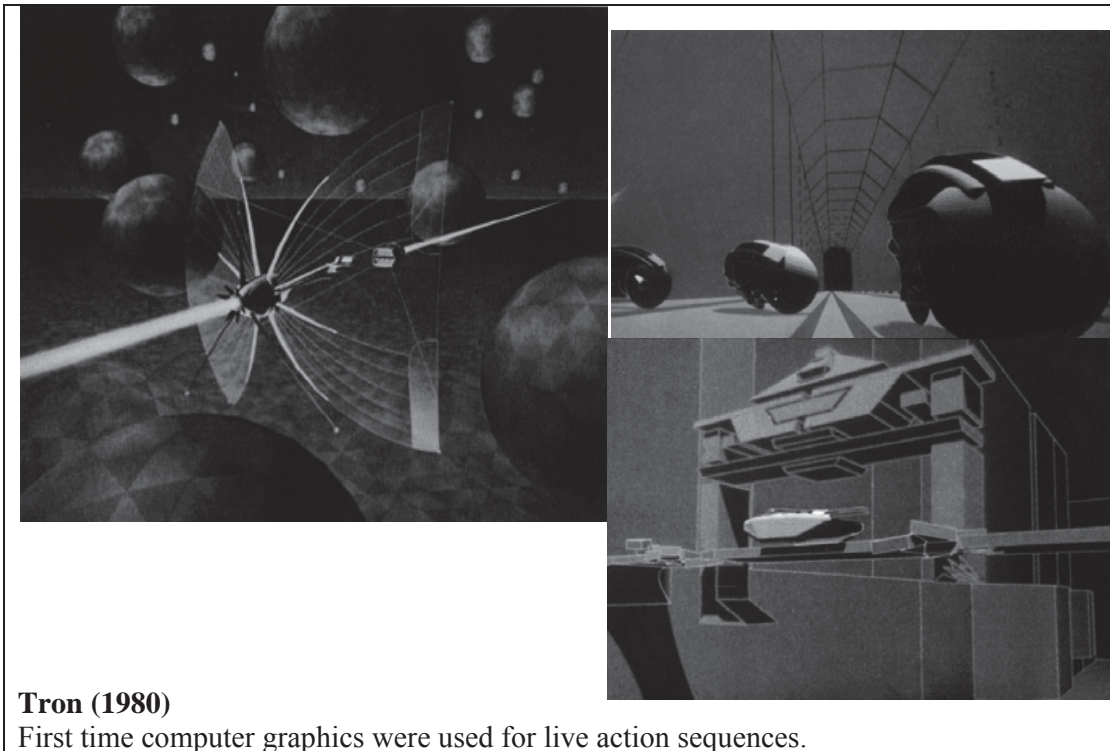 Tron (1980)
First time computer graphics were used for live action sequences.